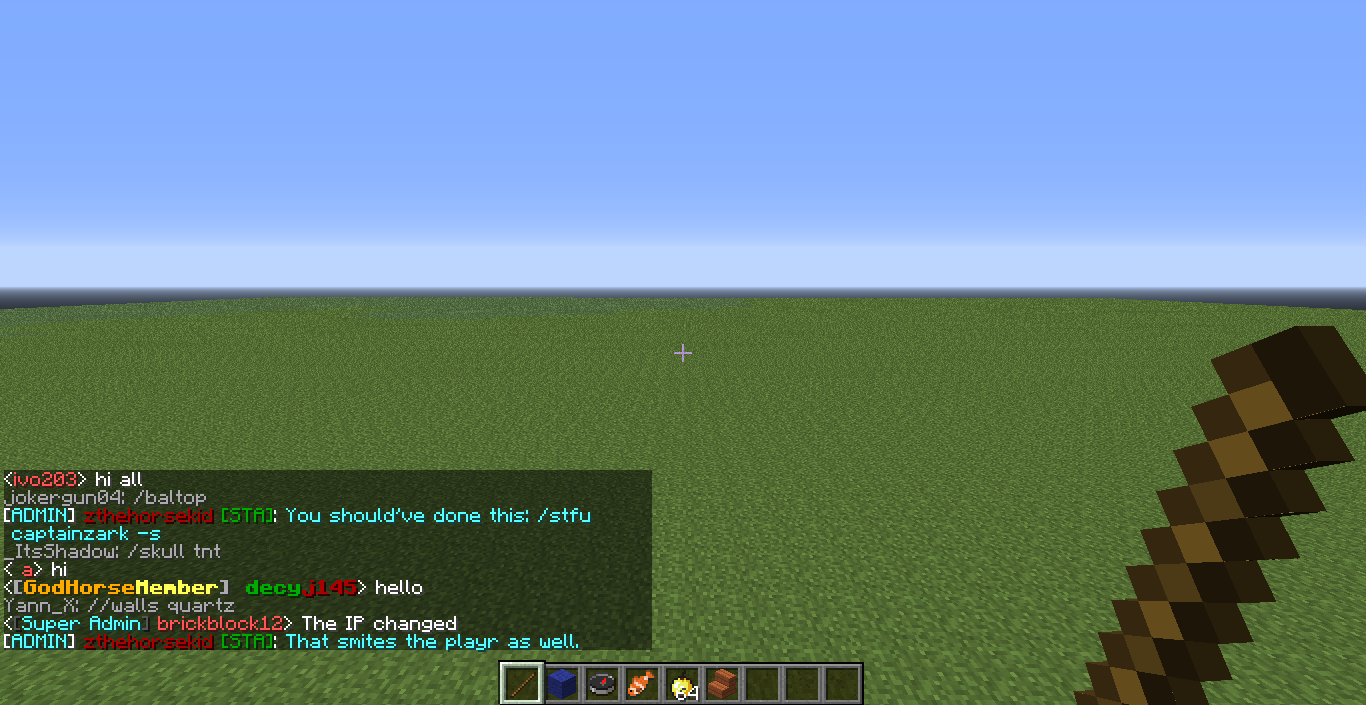 <ivo203> hi all
jokergun04: /baltop
[ADMIN] zthehorsekid [STA]: You should've done this: /stfu
captainzark -s
_ItsShadow: /skull tnt
< a> hi
<[GodHorseMember] decyjl45> hello
Yann_X: //walls quartz
<[Super Admin] brickblock12> The IP changed
[ADMIN] zthehorsekid [STA]: That smites the playr as well.
64